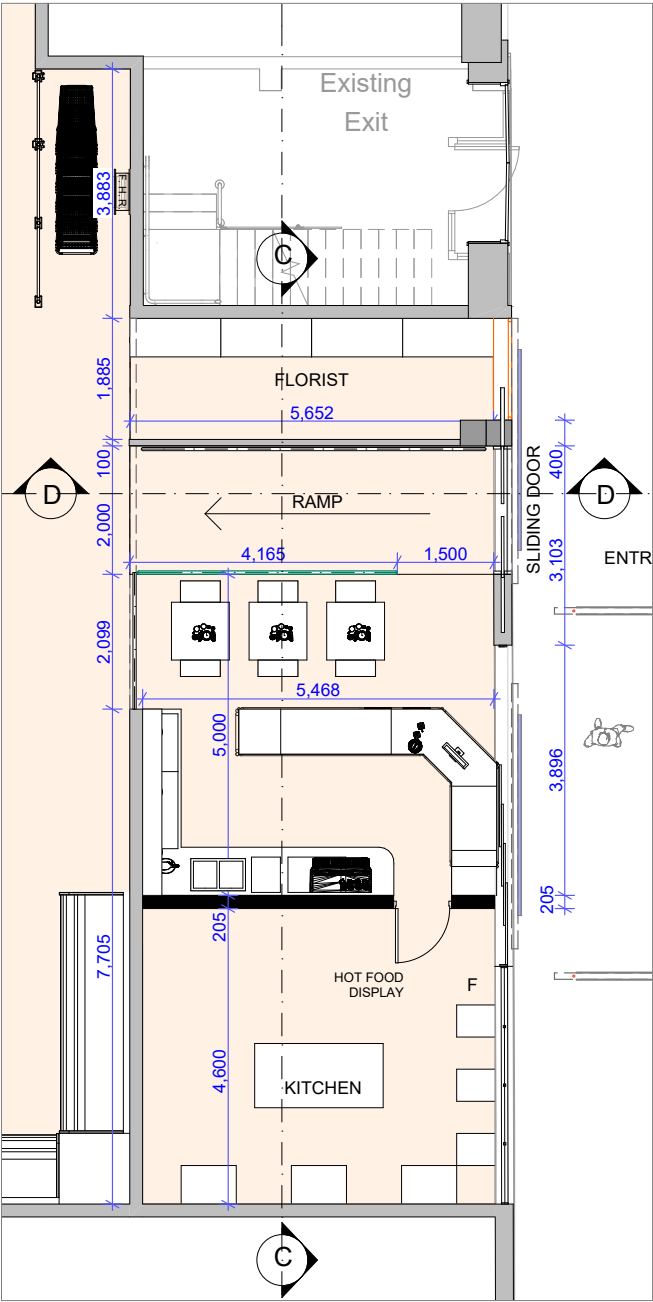 Existing
Exit
3,883
F.H.R.
C
FLORIST
1,885
5,652
100
400
D
RAMP
SLIDING DOOR
D
2,000
4,165
1,500
3,103
ENTR
2,099
5,468
5,000
3,896
205
205
7,705
HOT FOOD
DISPLAY
F
4,600
KITCHEN
C